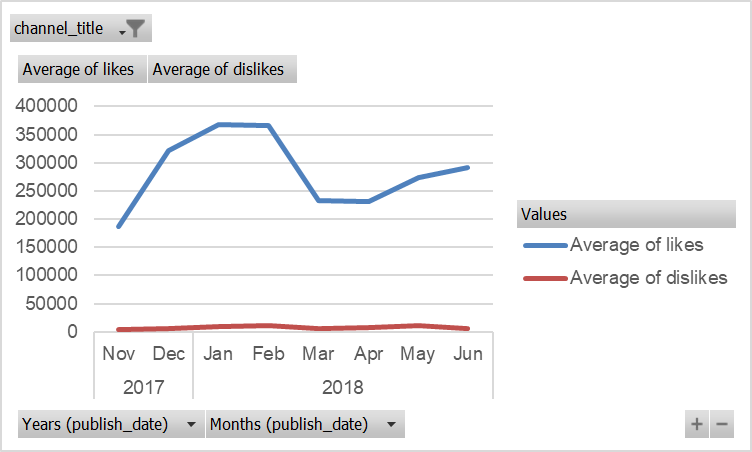 channel_title
Average of likes Average of dislikes
400000
350000
300000
250000
200000
150000
100000
50000
0
Values
Average of likes
Average of dislikes
Nov Dec Jan Feb Mar Apr May Jun
2017 2018
Years (publish_date) Months (publish_date)